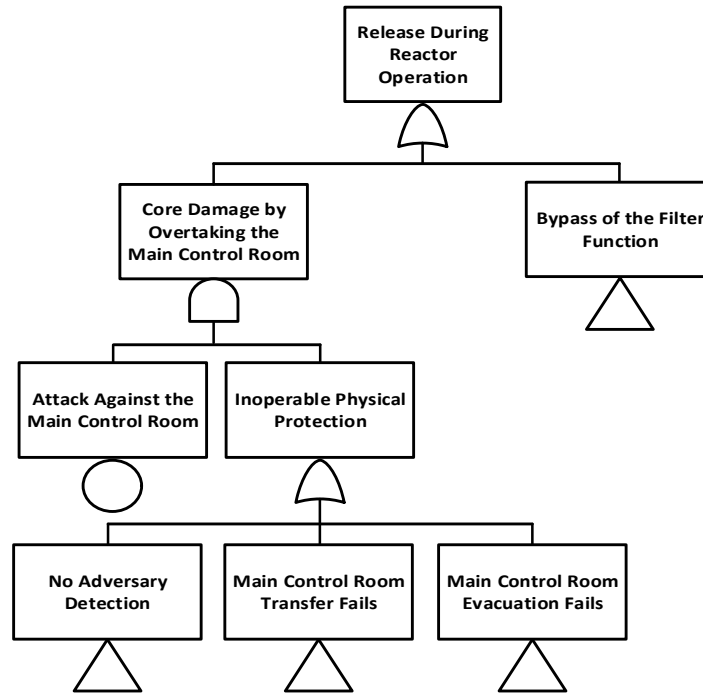 Release During
Reactor
Operation
Core Damage by
Overtaking the
Main Control Room
Bypass of the Filter
Function
Attack Against the
Main Control Room
Inoperable Physical
Protection
No Adversary
Detection
Main Control Room
Transfer Fails
Main Control Room
Evacuation Fails